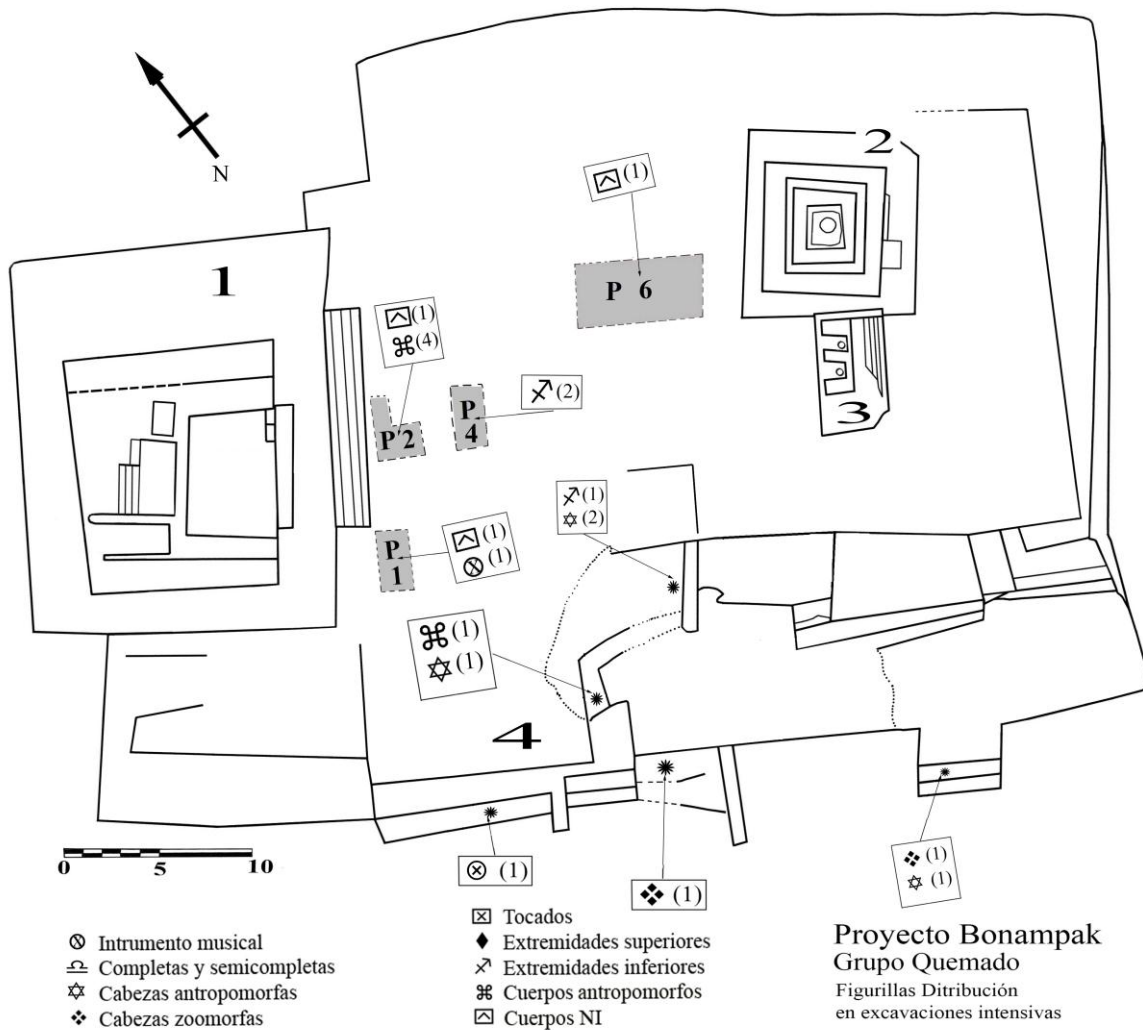 N
1
2
3
4
P 6
P 2
P
4
P
1
(1)
(1)
(4)
(2)
(1)
(2)
(1)
(1)
(1)
(1)
(1)
(1)
(1)
(1)
0 5 10
Intrumento musical
Completas y semicompletas
Cabezas antropomorfas
Cabezas zoomorfas
Tocados
Extremidades superiores
Extremidades inferiores
Cuerpos antropomorfos
Cuerpos NI
Proyecto Bonampak
Grupo Quemado
Figurillas Ditribución
en excavaciones intensivas